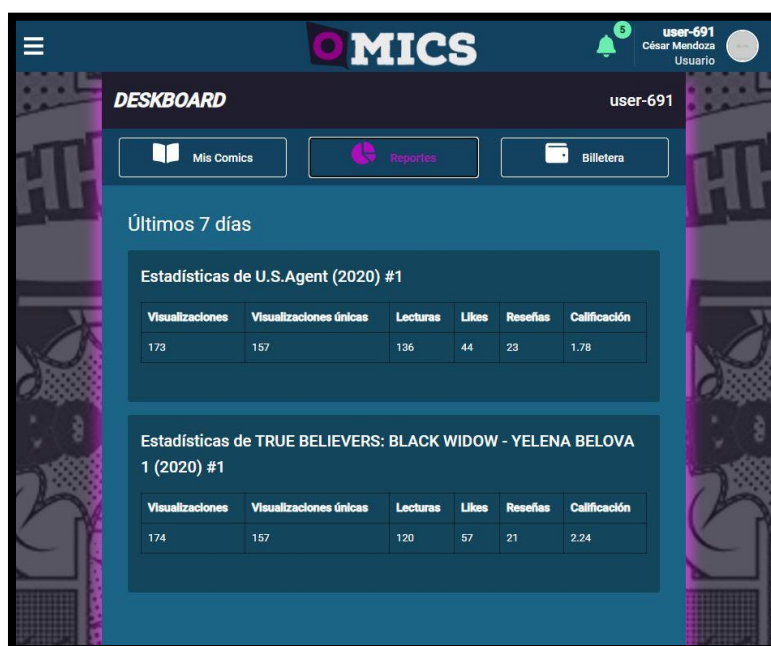 OMICS
5
user-691
César Mendoza
Usuario
DESKBOARD
user-691
Mis Comics
Reportes
Billetera
Últimos 7 días
Estadísticas de U.S.Agent (2020) #1
Visualizaciones Visualizaciones únicas Lecturas Likes Reseñas Calificación
173 157 136 44 23 1.78
Estadísticas de TRUE BELIEVERS: BLACK WIDOW - YELENA BELOVA
1 (2020) #1
Visualizaciones Visualizaciones únicas Lecturas Likes Reseñas Calificación
174 157 120 57 21 2.24